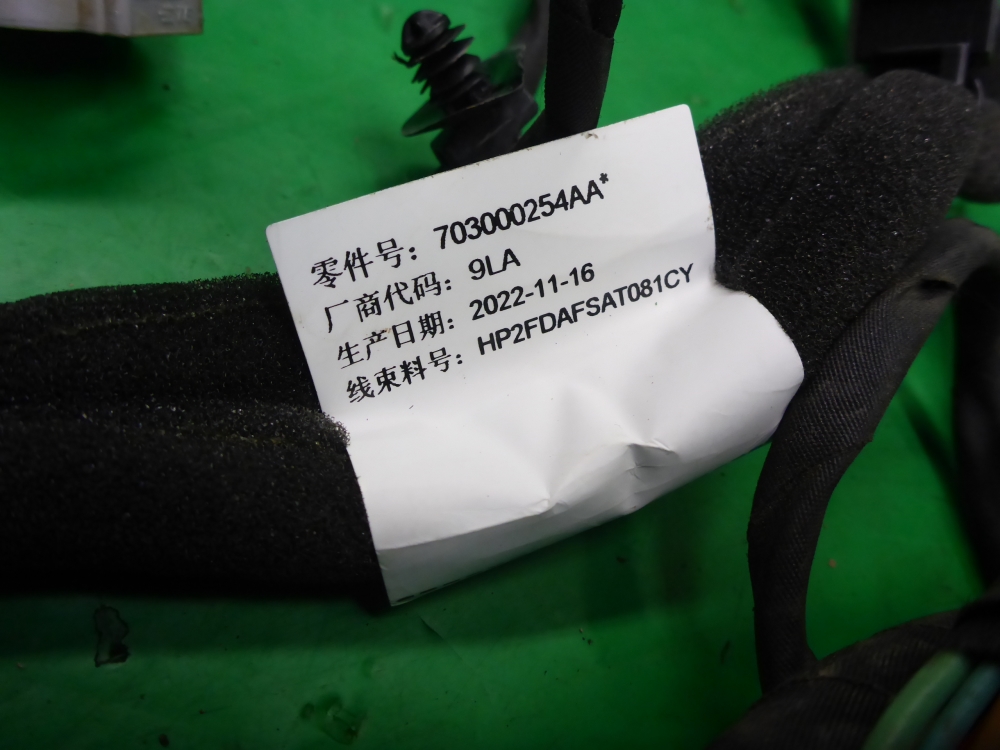 零件号：703000254AA*
厂商代码：9LA
生产日期：2022-11-16
线束料号：HP2FDAFSAT081CY